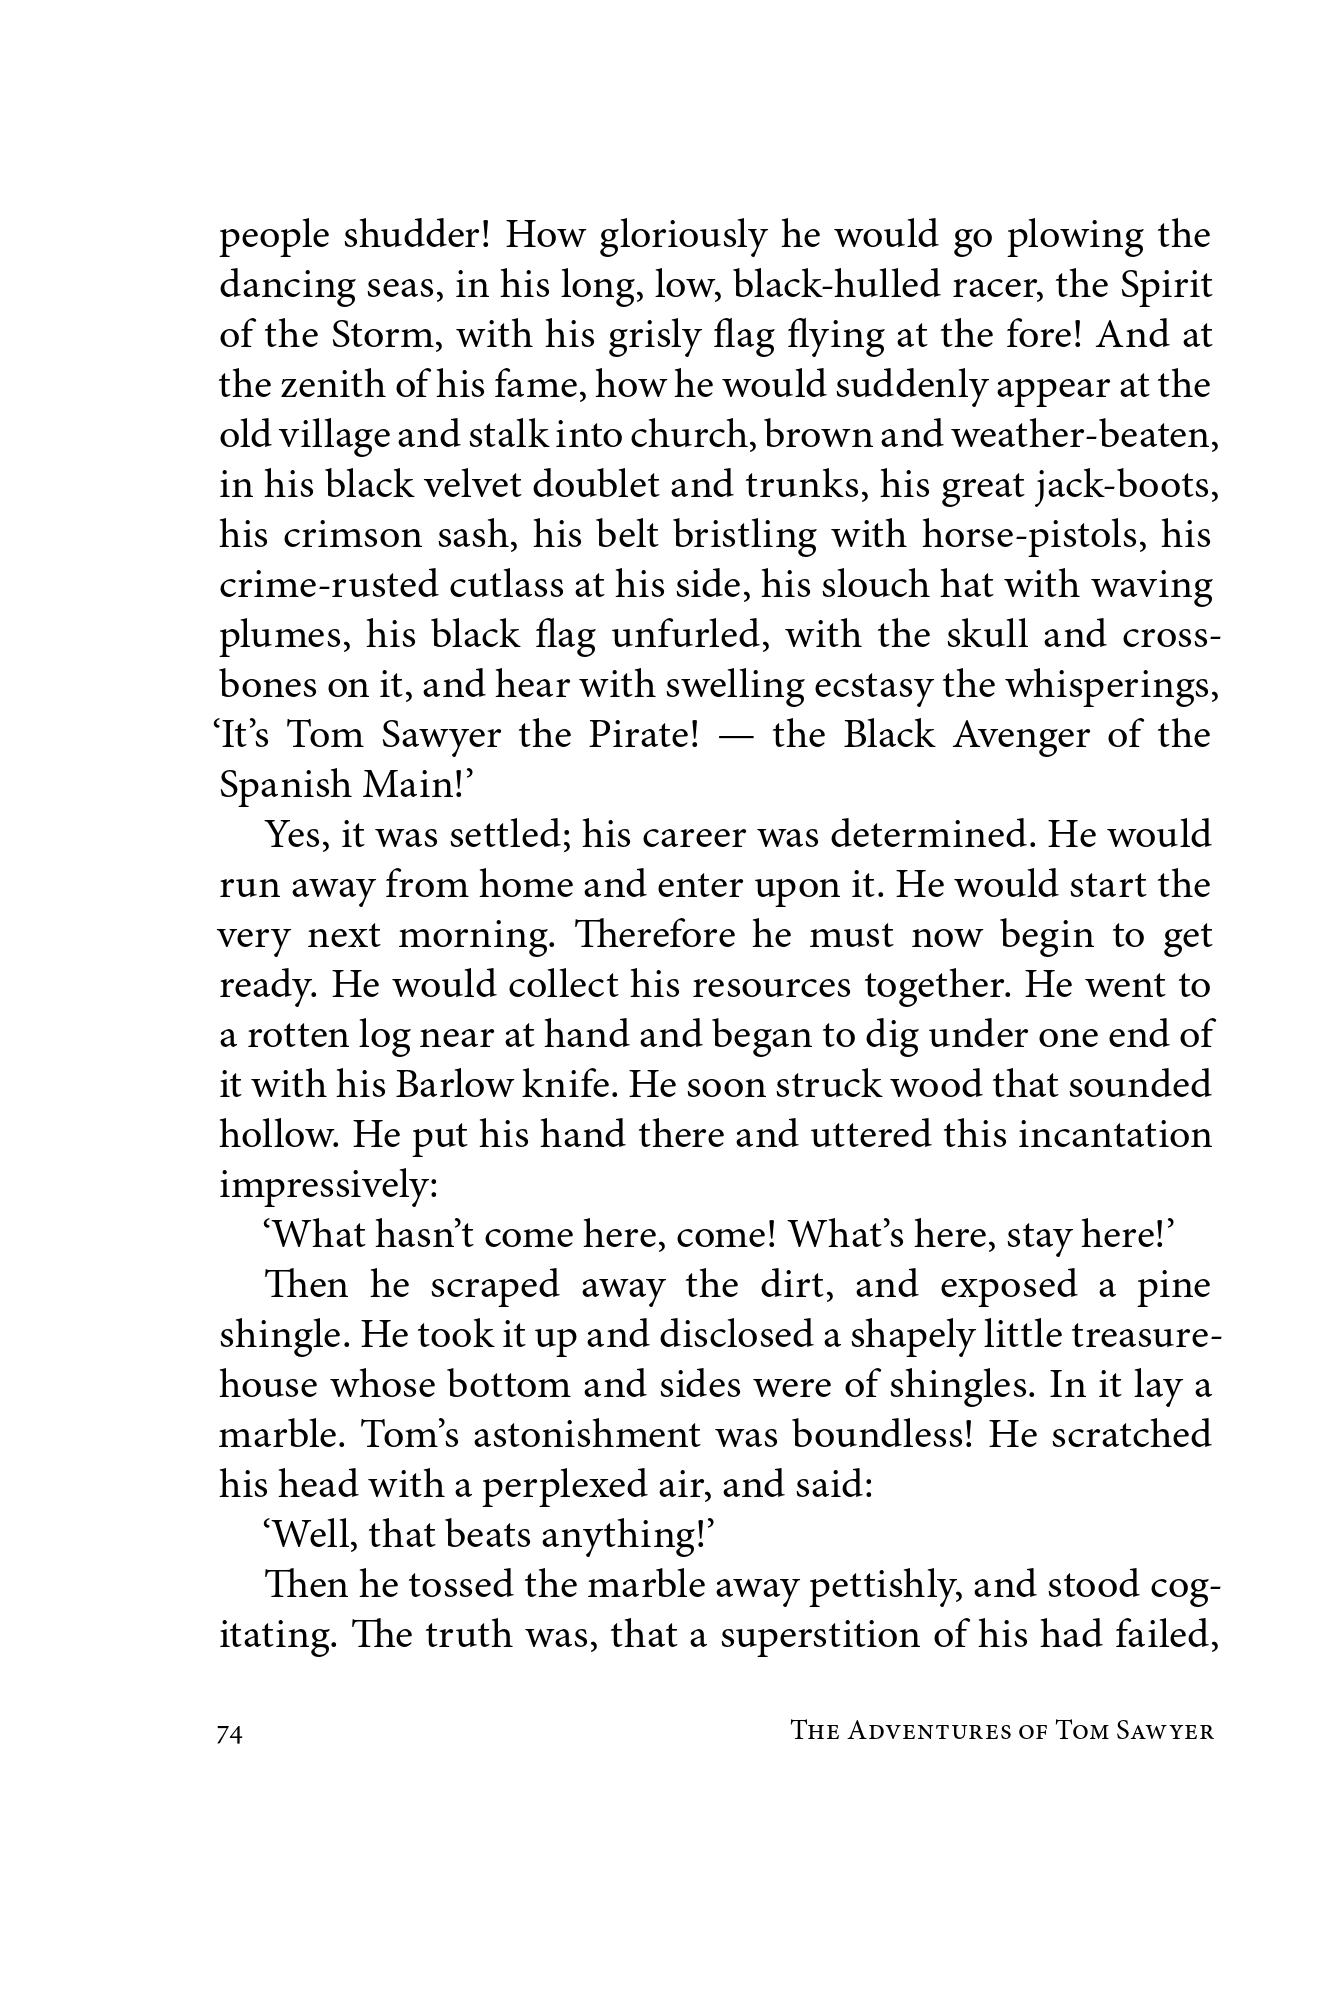 people shudder! How gloriously he would go plowing the
dancing seas, in his long, low, black-hulled racer, the Spirit
of the Storm, with his grisly flag flying at the fore! And at
the zenith of his fame, how he would suddenly appear at the
old village and stalk into church, brown and weather-beaten,
in his black velvet doublet and trunks, his great jack-boots,
his crimson sash, his belt bristling with horse-pistols, his
crime-rusted cutlass at his side, his slouch hat with waving
plumes, his black flag unfurled, with the skull and cross-
bones on it, and hear with swelling ecstasy the whisperings,
‘It’s Tom Sawyer the Pirate! — the Black Avenger of the
Spanish Main!’
Yes, it was settled; his career was determined. He would
run away from home and enter upon it. He would start the
very next morning. Therefore he must now begin to get
ready. He would collect his resources together. He went to
a rotten log near at hand and began to dig under one end of
it with his Barlow knife. He soon struck wood that sounded
hollow. He put his hand there and uttered this incantation
impressively:
‘What hasn’t come here, come! What’s here, stay here!’
Then he scraped away the dirt, and exposed a pine
shingle. He took it up and disclosed a shapely little treasure-
house whose bottom and sides were of shingles. In it lay a
marble. Tom’s astonishment was boundless! He scratched
his head with a perplexed air, and said:
‘Well, that beats anything!’
Then he tossed the marble away pettishly, and stood cog-
itating. The truth was, that a superstition of his had failed,
74 The Adventures of Tom Sawyer